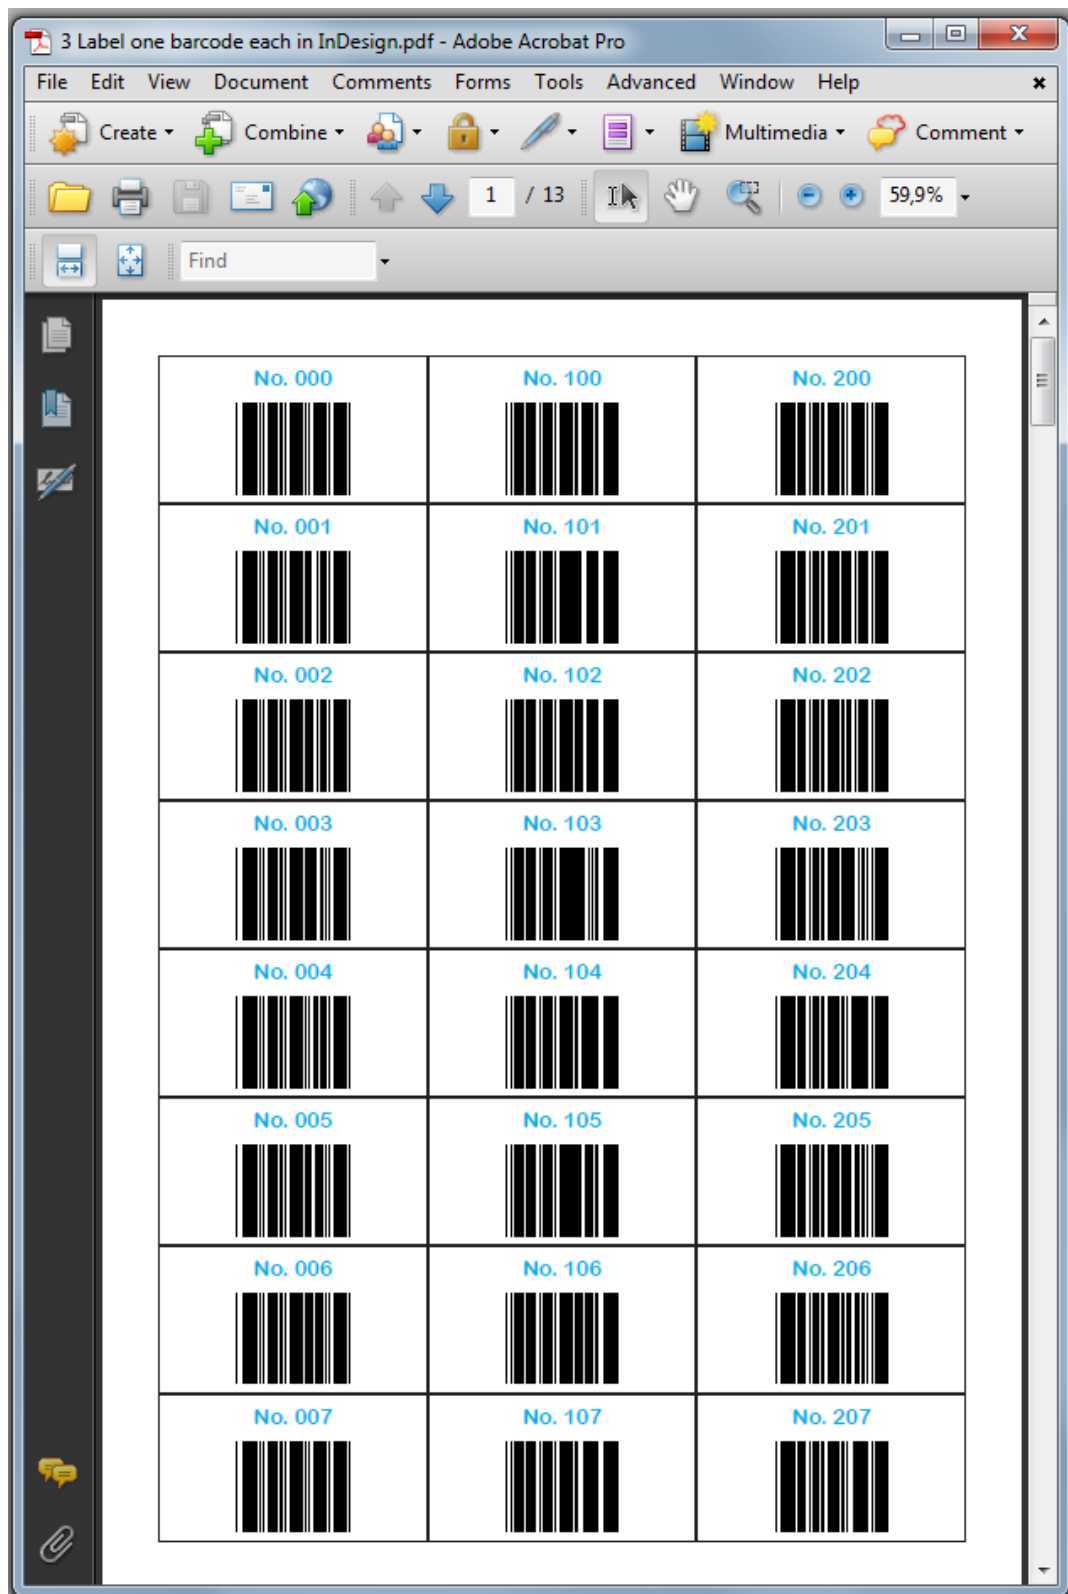 3 Label one barcode each in InDesign.pdf - Adobe Acrobat Pro
File Edit View Document Comments Forms Tools Advanced Window Help
Create Combine Multimedia Comment
1 / 13 59,9%
Find
No. 000 No. 100 No. 200
No. 001 No. 101 No. 201
No. 002 No. 102 No. 202
No. 003 No. 103 No. 203
No. 004 No. 104 No. 204
No. 005 No. 105 No. 205
No. 006 No. 106 No. 206
No. 007 No. 107 No. 207